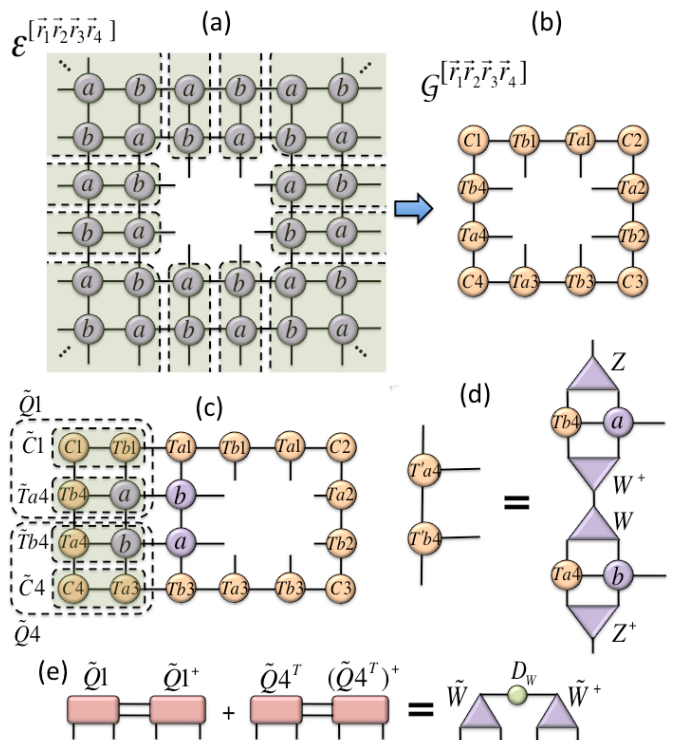 (a)
ε[r⃗1r⃗2r⃗3r⃗4]
a b a b a b
b a b a b a
a b a b
b a b a
a b a b a b
b a b a b a
(b)
G[r⃗1r⃗2r⃗3r⃗4]
C1 Tb1 Ta1 C2
Tb4 Ta2
Ta4 Tb2
C4 Ta3 Tb3 C3
(c)
Q̃1
C̃1 C1 Tb1 Ta1 Tb1 Ta1 C2
T̃a4 Tb4 a b Ta2
T̃b4 Ta4 b a Tb2
C̃4 C4 Ta3 Tb3 Ta3 Tb3 C3
Q̃4
(d)
T'a4
T'b4
=
Z
Tb4 a
W+
W
Ta4 b
Z+
(e)
Q̃1 Q̃1+ + Q̃4T (Q̃4T)+ = W̃ DW W̃+